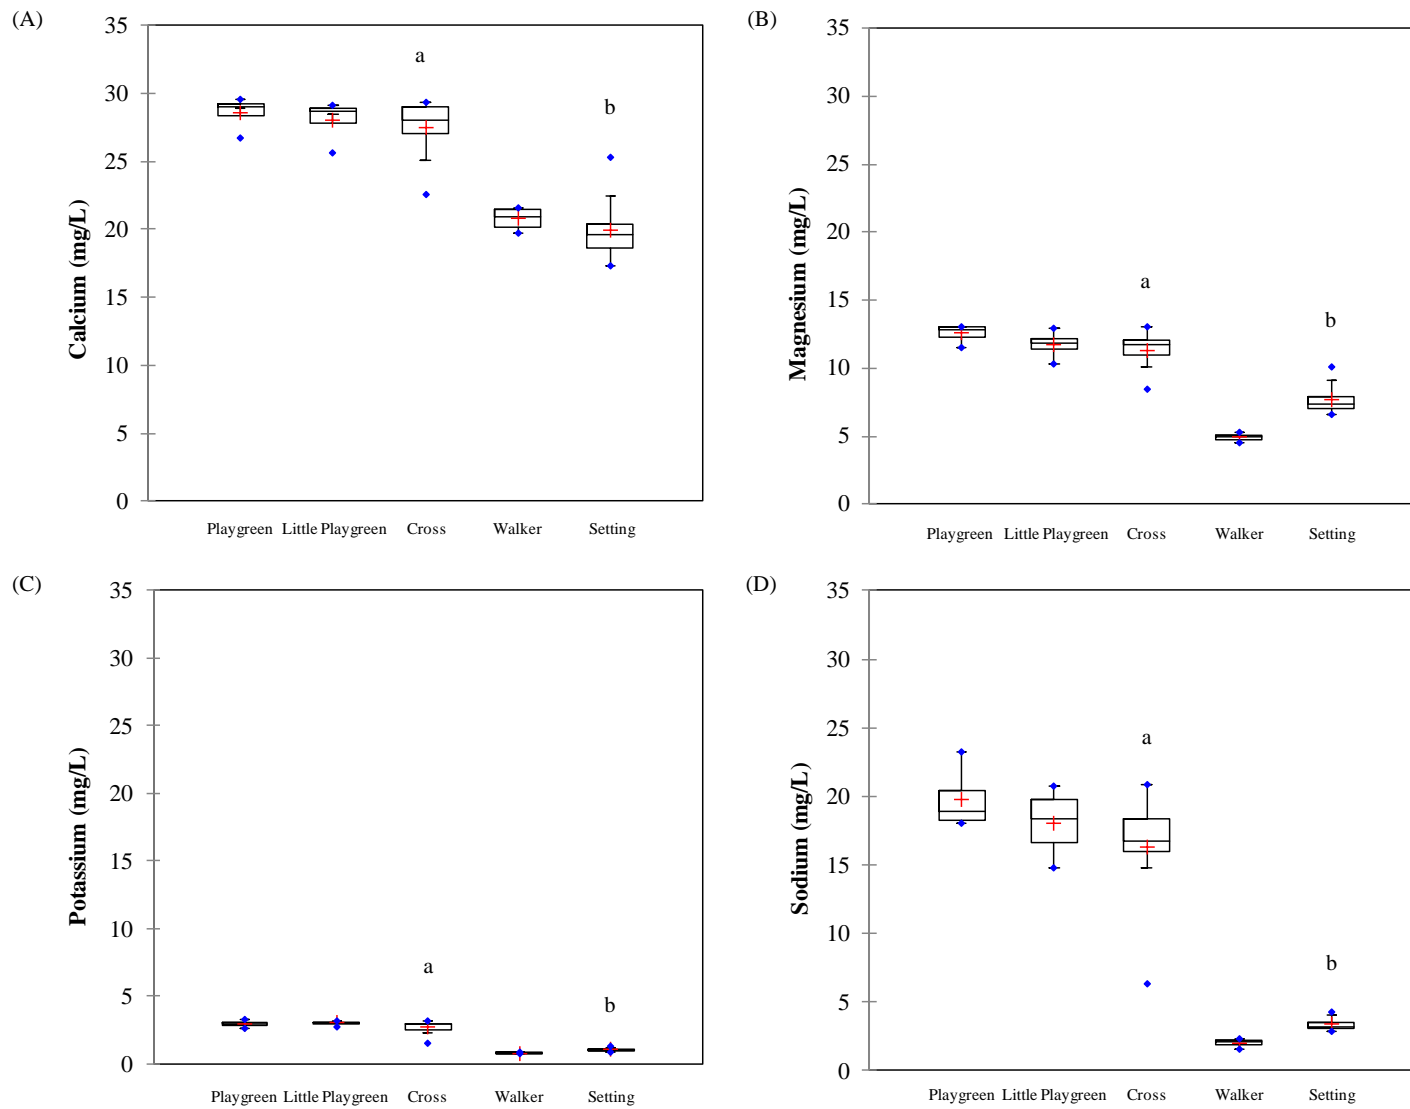 (A)
Calcium (mg/L)
35
30
25
20
15
10
5
0
a
b
Playgreen Little Playgreen Cross Walker Setting
(B)
Magnesium (mg/L)
35
30
25
20
15
10
5
0
a
b
Playgreen Little Playgreen Cross Walker Setting
(C)
Potassium (mg/L)
35
30
25
20
15
10
5
0
a
b
Playgreen Little Playgreen Cross Walker Setting
(D)
Sodium (mg/L)
35
30
25
20
15
10
5
0
a
b
Playgreen Little Playgreen Cross Walker Setting